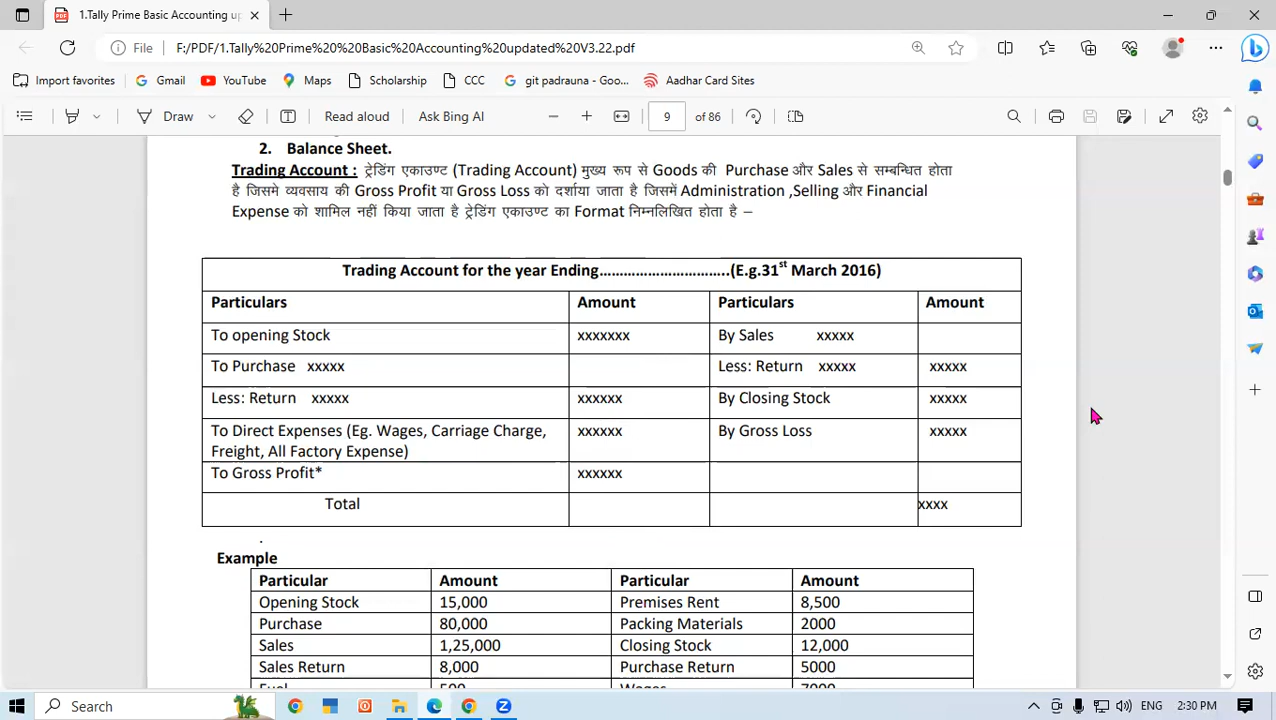 1.Tally Prime Basic Accounting up
File F:/PDF/1.Tally%20Prime%20%20Basic%20Accounting%20updated%20V3.22.pdf
Import favorites Gmail YouTube Maps Scholarship CCC git padrauna - Goo... Aadhar Card Sites
Draw Read aloud Ask Bing AI 9 of 86
2. Balance Sheet.
Trading Account : ट्रेडिंग एकाउण्ट (Trading Account) मुख्य रूप से Goods की Purchase और Sales से सम्बन्धित होता
है जिसमे व्यवसाय की Gross Profit या Gross Loss को दर्शाया जाता है जिसमें Administration ,Selling और Financial
Expense को शामिल नहीं किया जाता है ट्रेडिंग एकाउण्ट का Format निम्नलिखित होता है –
Trading Account for the year Ending…………………………..(E.g.31st March 2016)
Particulars Amount Particulars Amount
To opening Stock xxxxxxx By Sales xxxxx
To Purchase xxxxx Less: Return xxxxx xxxxx
Less: Return xxxxx xxxxxx By Closing Stock xxxxx
To Direct Expenses (Eg. Wages, Carriage Charge, xxxxxx By Gross Loss xxxxx
Freight, All Factory Expense)
To Gross Profit* xxxxxx
Total xxxx
.
Example
Particular Amount Particular Amount
Opening Stock 15,000 Premises Rent 8,500
Purchase 80,000 Packing Materials 2000
Sales 1,25,000 Closing Stock 12,000
Sales Return 8,000 Purchase Return 5000
Fuel 500 Wages 7000
Search ENG 2:30 PM